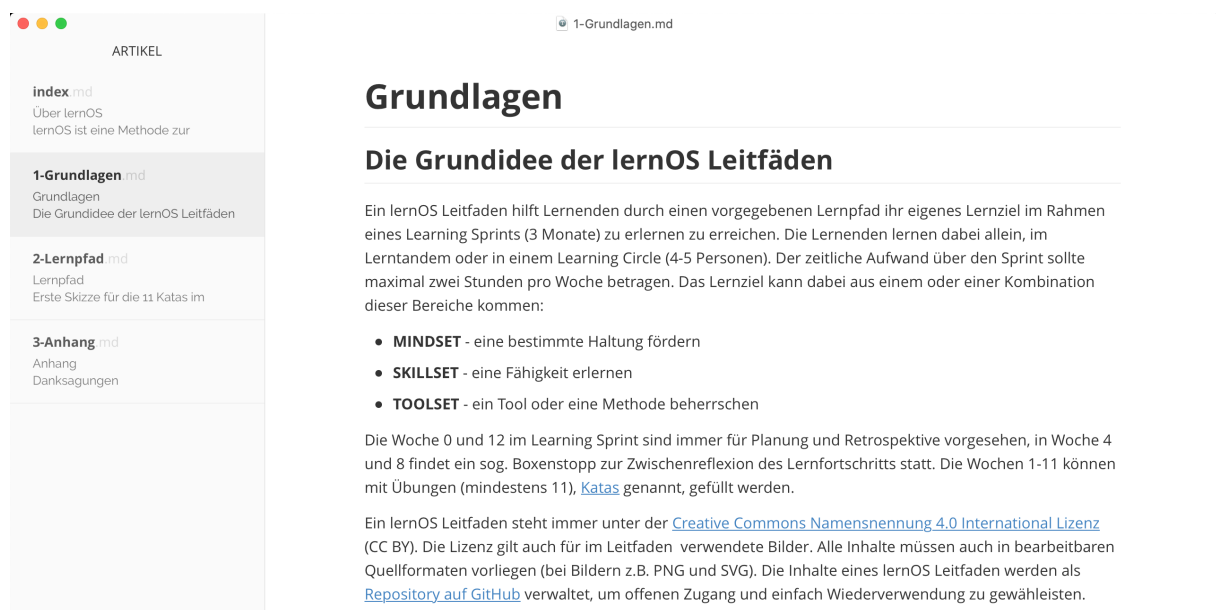 1-Grundlagen.md
ARTIKEL
index.md
Über lernOS
lernOS ist eine Methode zur
1-Grundlagen.md
Grundlagen
Die Grundidee der lernOS Leitfäden
2-Lernpfad.md
Lernpfad
Erste Skizze für die 11 Katas im
3-Anhang.md
Anhang
Danksagungen
Grundlagen
Die Grundidee der lernOS Leitfäden
Ein lernOS Leitfaden hilft Lernenden durch einen vorgegebenen Lernpfad ihr eigenes Lernziel im Rahmen
eines Learning Sprints (3 Monate) zu erlernen zu erreichen. Die Lernenden lernen dabei allein, im
Lerntandem oder in einem Learning Circle (4-5 Personen). Der zeitliche Aufwand über den Sprint sollte
maximal zwei Stunden pro Woche betragen. Das Lernziel kann dabei aus einem oder einer Kombination
dieser Bereiche kommen:
• MINDSET - eine bestimmte Haltung fördern
• SKILLSET - eine Fähigkeit erlernen
• TOOLSET - ein Tool oder eine Methode beherrschen
Die Woche 0 und 12 im Learning Sprint sind immer für Planung und Retrospektive vorgesehen, in Woche 4
und 8 findet ein sog. Boxenstopp zur Zwischenreflexion des Lernfortschritts statt. Die Wochen 1-11 können
mit Übungen (mindestens 11), Katas genannt, gefüllt werden.
Ein lernOS Leitfaden steht immer unter der Creative Commons Namensnennung 4.0 International Lizenz
(CC BY). Die Lizenz gilt auch für im Leitfaden  verwendete Bilder. Alle Inhalte müssen auch in bearbeitbaren
Quellformaten vorliegen (bei Bildern z.B. PNG und SVG). Die Inhalte eines lernOS Leitfaden werden als
Repository auf GitHub verwaltet, um offenen Zugang und einfach Wiederverwendung zu gewähleisten.